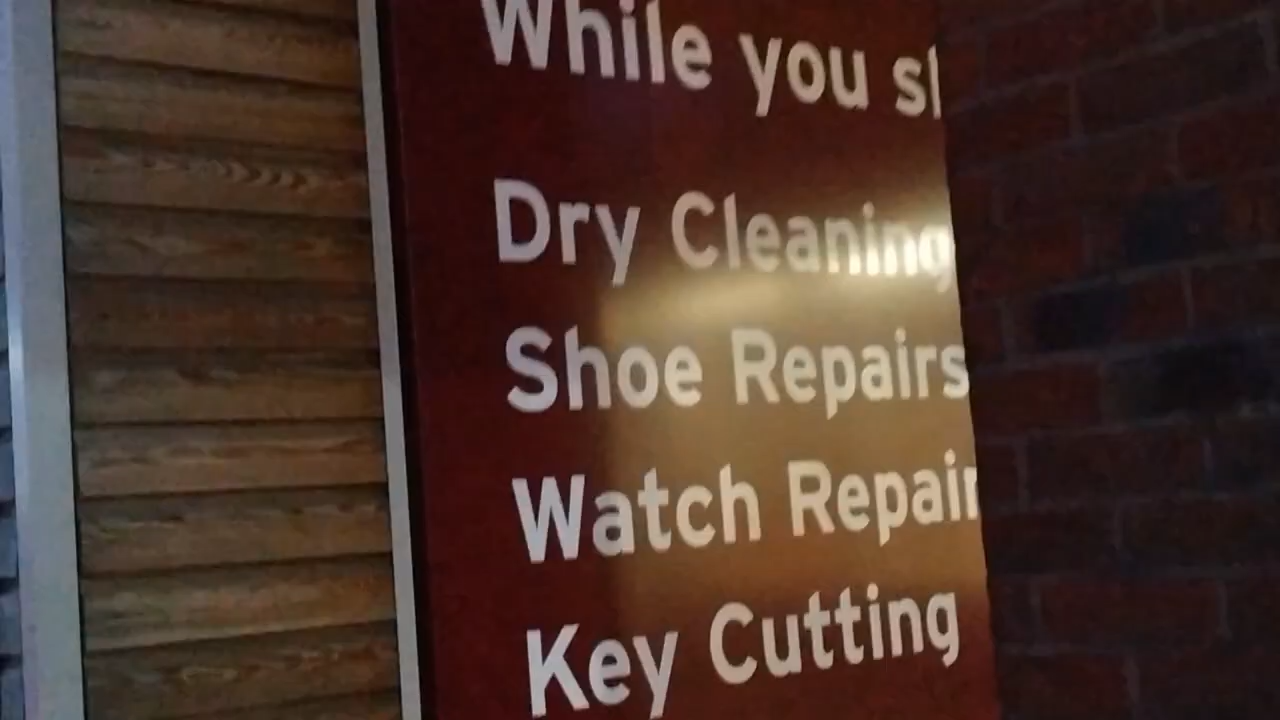 While you
Dry Cleaning
Shoe Repairs
Watch Repair
Key Cutting